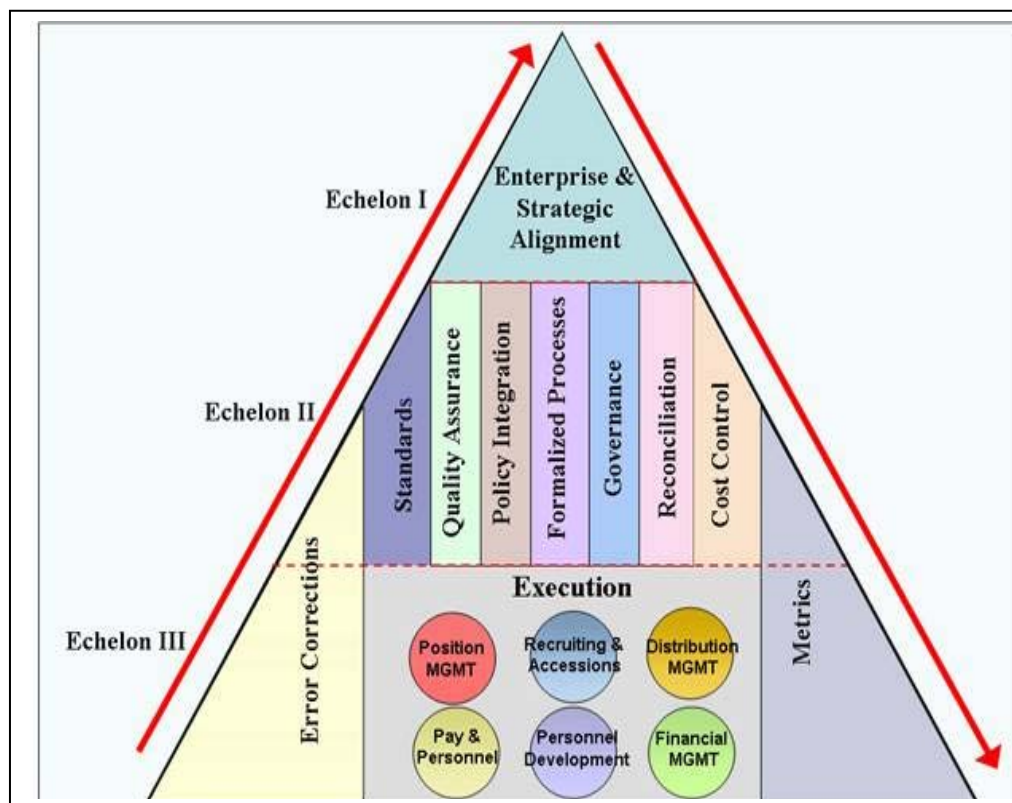 Echelon I
Enterprise &
Strategic
Alignment
Echelon II
Standards
Quality Assurance
Policy Integration
Formalized Processes
Governance
Reconciliation
Cost Control
Echelon III
Error Corrections
Execution
Metrics
Position
MGMT
Recruiting &
Accessions
Distribution
MGMT
Pay &
Personnel
Personnel
Development
Financial
MGMT